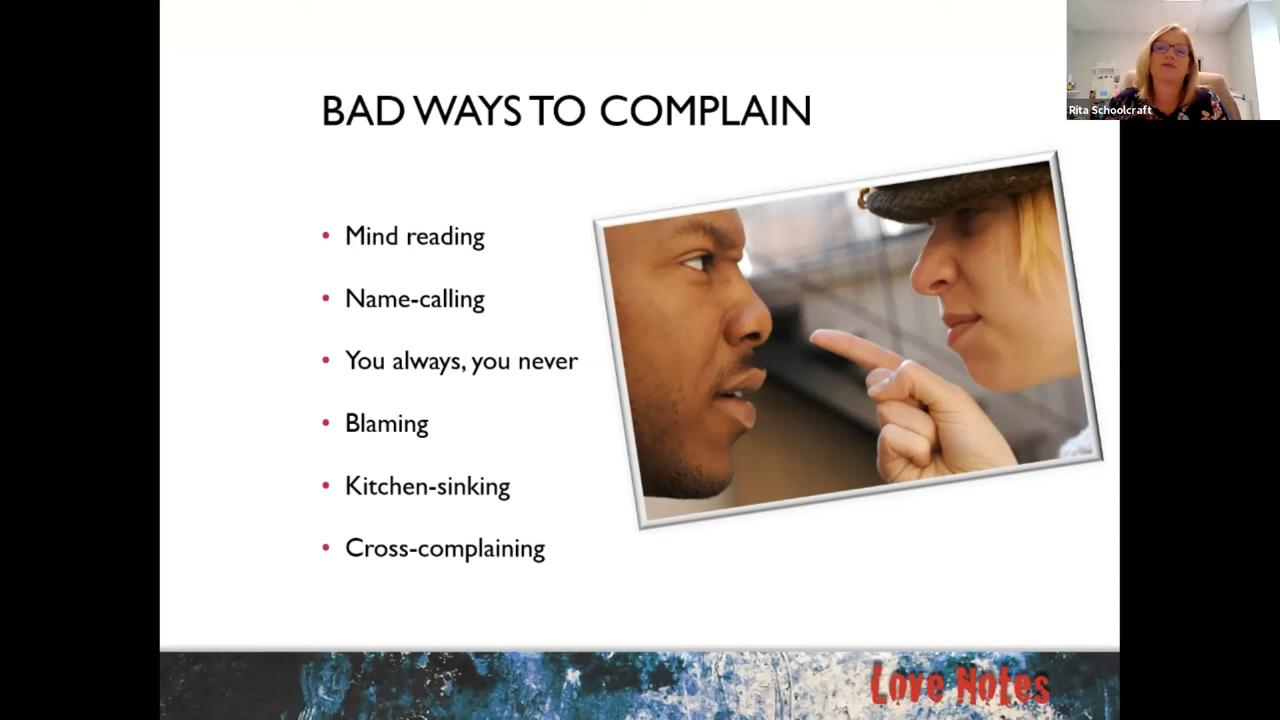 BAD WAYS TO COMPLAIN
Rita Schoolcraft
• Mind reading
• Name-calling
• You always, you never
• Blaming
• Kitchen-sinking
• Cross-complaining
Love Notes